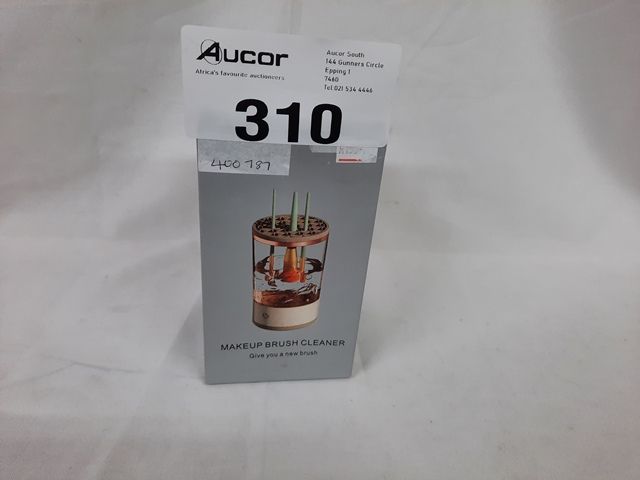 Aucor
Africa's favourite auctioneers
Aucor South
144 Gunners Circle
Epping 1
7460
Tel 021 534 4446
310
400787
MAKEUP BRUSH CLEANER
Give you a new brush